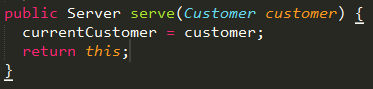 public Server serve(Customer customer) {
  currentCustomer = customer;
  return this;
}